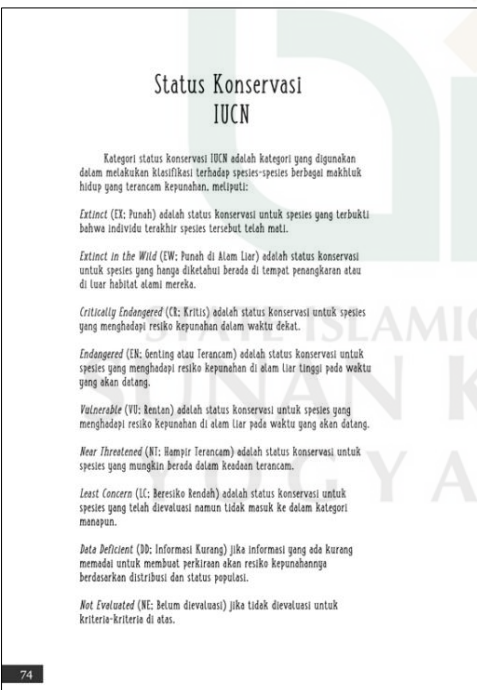 Status Konservasi
IUCN
Kategori status konservasi IUCN adalah kategori yang digunakan
dalam melakukan klasifikasi terhadap spesies-spesies berbagai makhluk
hidup yang terancam kepunahan, meliputi:
Extinct (EX; Punah) adalah status konservasi untuk spesies yang terbukti
bahwa individu terakhir spesies tersebut telah mati.
Extinct in the Wild (EW; Punah di Alam Liar) adalah status konservasi
untuk spesies yang hanya diketahui berada di tempat penangkaran atau
di luar habitat alami mereka.
Critically Endangered (CR; Kritis) adalah status konservasi untuk spesies
yang menghadapi resiko kepunahan dalam waktu dekat.
Endangered (EN; Genting atau Terancam) adalah status konservasi untuk
spesies yang menghadapi resiko kepunahan di alam liar tinggi pada waktu
yang akan datang.
Vulnerable (VU; Rentan) adalah status konservasi untuk spesies yang
menghadapi resiko kepunahan di alam liar pada waktu yang akan datang.
Near Threatened (NT; Hampir Terancam) adalah status konservasi untuk
spesies yang mungkin berada dalam keadaan terancam.
Least Concern (LC; Beresiko Rendah) adalah status konservasi untuk
spesies yang telah dievaluasi namun tidak masuk ke dalam kategori
manapun.
Data Deficient (DD; Informasi Kurang) jika informasi yang ada kurang
memadai untuk membuat perkiraan akan resiko kepunahannya
berdasarkan distribusi dan status populasi.
Not Evaluated (NE; Belum dievaluasi) jika tidak dievaluasi untuk
kriteria-kriteria di atas.
STATE ISLAMIC
SUNAN K
YOGYA
74